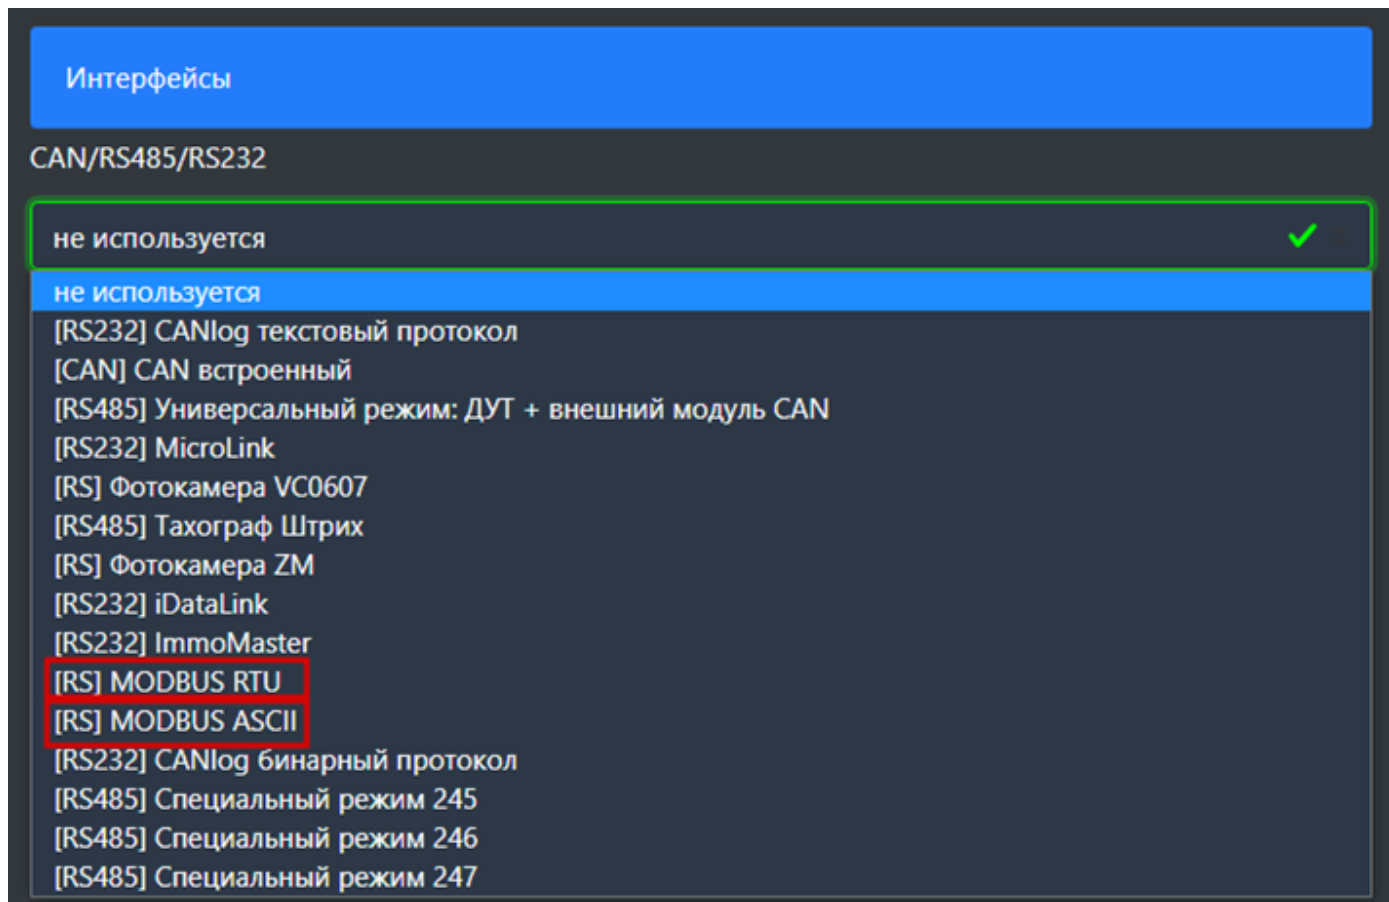 Интерфейсы
CAN/RS485/RS232
не используется
не используется
[RS232] CANlog текстовый протокол
[CAN] CAN встроенный
[RS485] Универсальный режим: ДУТ + внешний модуль CAN
[RS232] MicroLink
[RS] Фотокамера VC0607
[RS485] Тахограф Штрих
[RS] Фотокамера ZM
[RS232] iDataLink
[RS232] ImmoMaster
[RS] MODBUS RTU
[RS] MODBUS ASCII
[RS232] CANlog бинарный протокол
[RS485] Специальный режим 245
[RS485] Специальный режим 246
[RS485] Специальный режим 247